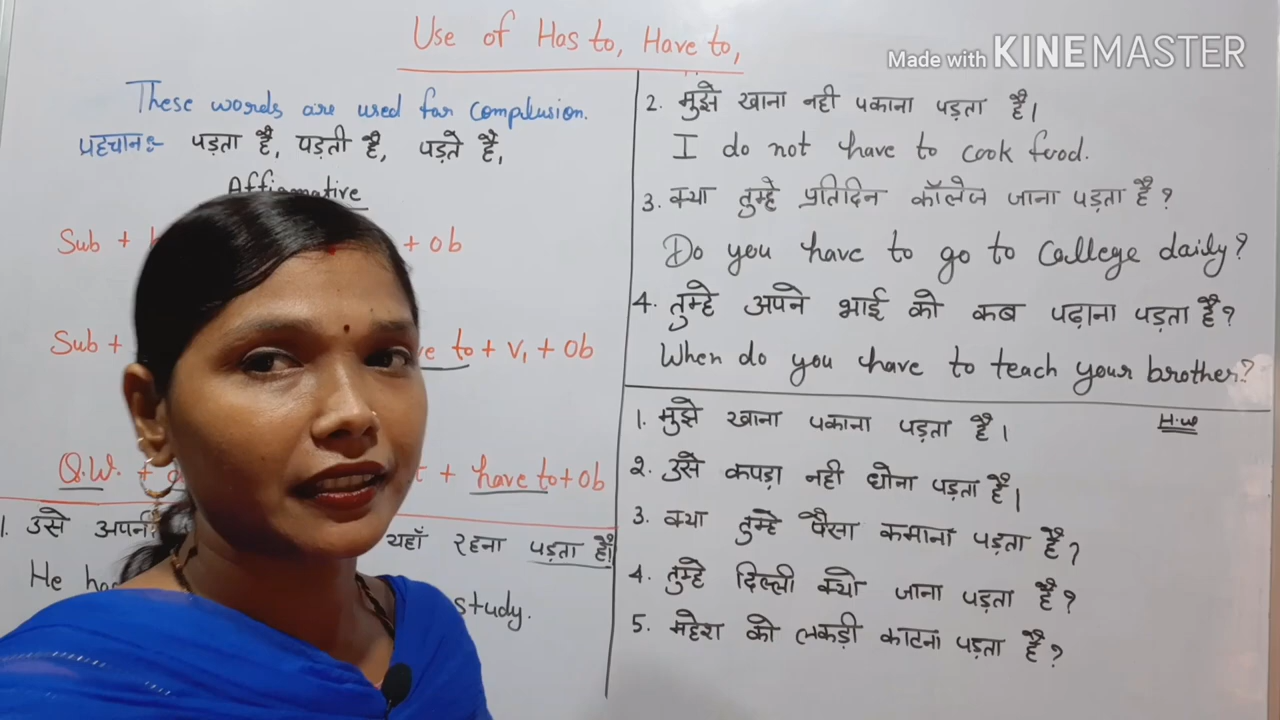 Use of Has to, Have to,
Made with KINEMASTER
These words are used for complusion.
पहचान:- पड़ता है, पड़ती है, पड़ते है,
Affirmative
Sub + + ob
Sub + to + V₁ + Ob
Q.W. + + have to + Ob
1. उसे यहाँ रहना पड़ता है।
He study.
2. मुझे खाना नही पकाना पड़ता है।
I do not have to cook food.
3. क्या तुम्हे प्रतिदिन कॉलेज जाना पड़ता है?
Do you have to go to College daily?
4. तुम्हे अपने भाई को कब पढ़ाना पड़ता है?
When do you have to teach your brother?
H.W
1. मुझे खाना पकाना पड़ता है।
2. उसे कपड़ा नही धोना पड़ता है।
3. क्या तुम्हे पैसा कमाना पड़ता है?
4. तुम्हे दिल्ली क्यो जाना पड़ता है?
5. महेश को लकड़ी काटना पड़ता है?